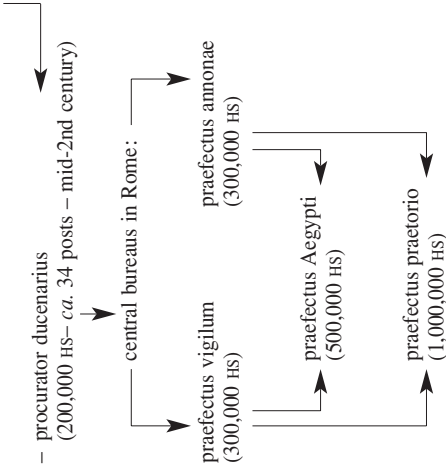 – procurator ducenarius
(200,000 HS– ca. 34 posts – mid-2nd century)
central bureaus in Rome:
praefectus vigilum
(300,000 HS)
praefectus annonae
(300,000 HS)
praefectus Aegypti
(500,000 HS)
praefectus praetorio
(1,000,000 HS)